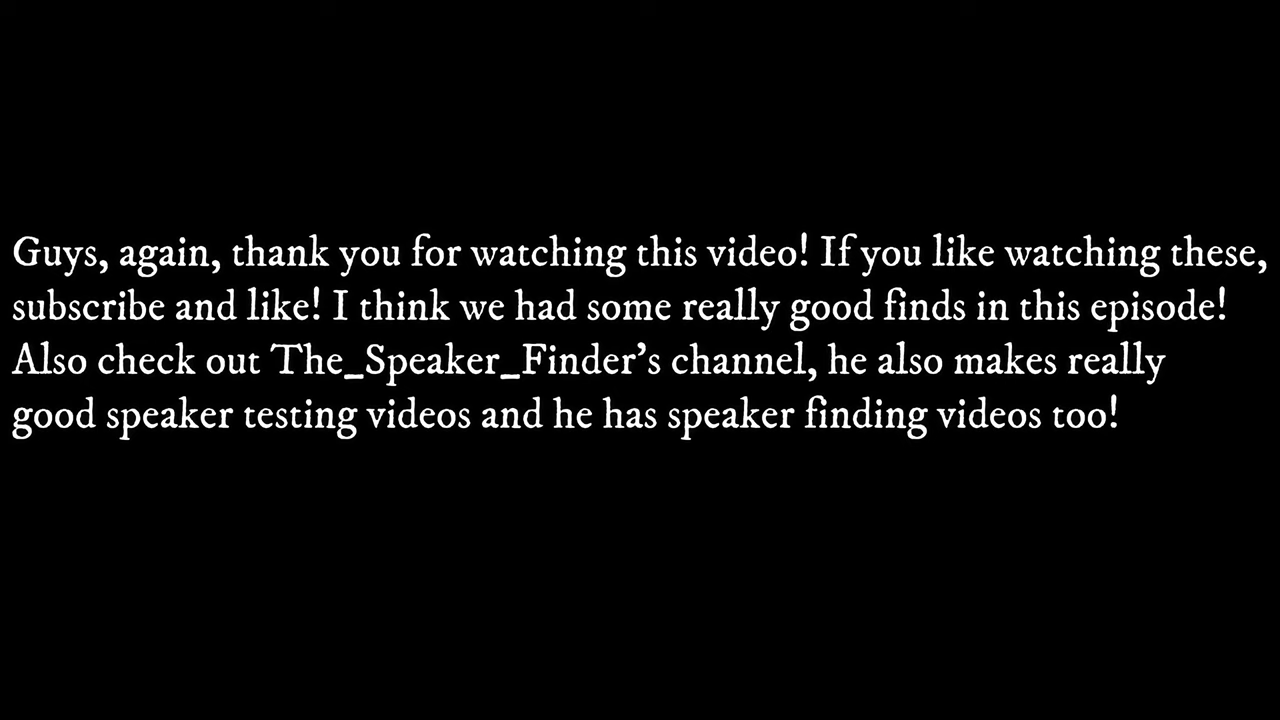 Guys, again, thank you for watching this video! If you like watching these,
subscribe and like! I think we had some really good finds in this episode!
Also check out The_Speaker_Finder’s channel, he also makes really
good speaker testing videos and he has speaker finding videos too!